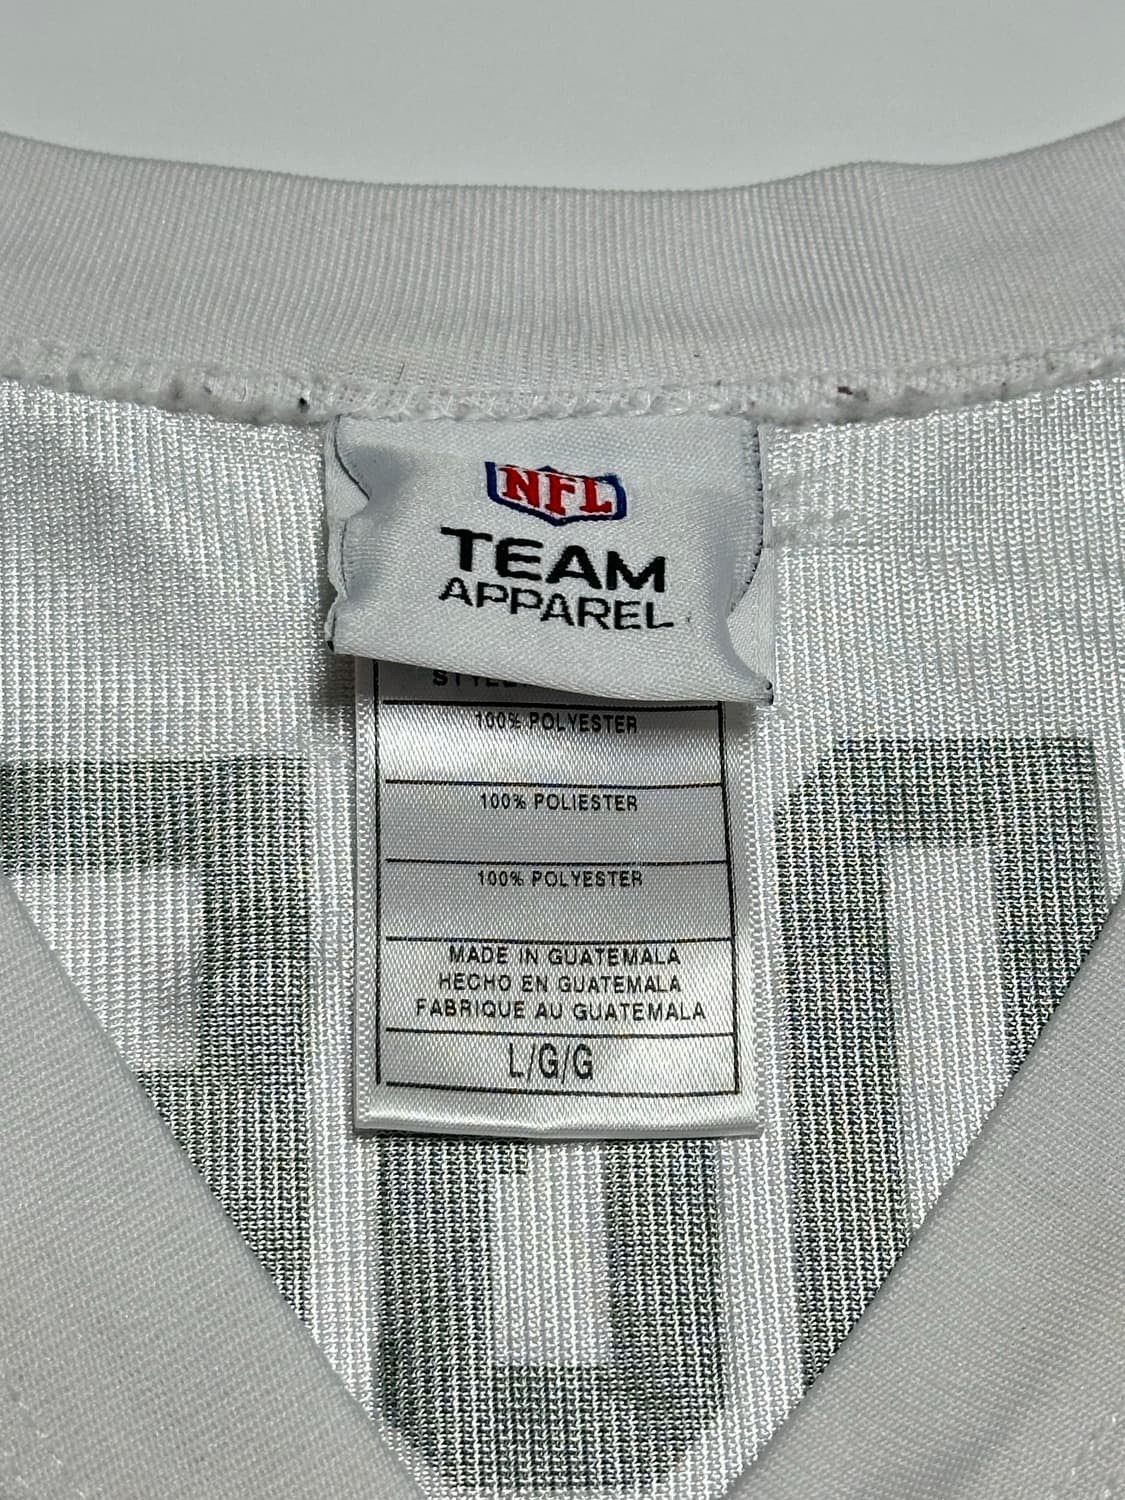 NFL
TEAM
APPAREL
100% POLYESTER
100% POLIESTER
100% POLYESTER
MADE IN GUATEMALA
HECHO EN GUATEMALA
FABRIQUE AU GUATEMALA
L/G/G